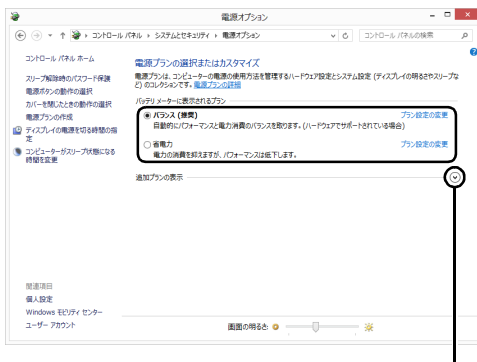 電源オプション
コントロール パネル ▸ システムとセキュリティ ▸ 電源オプション
コントロール パネルの検索
コントロール パネル ホーム
スリープ解除時のパスワード保護
電源ボタンの動作の選択
カバーを閉じたときの動作の選択
電源プランの作成
ディスプレイの電源を切る時間の指
定
コンピューターがスリープ状態になる
時間を変更
電源プランの選択またはカスタマイズ
電源プランは、コンピューターの電源の使用方法を管理するハードウェア設定とシステム設定 (ディスプレイの明るさやスリープな
ど) のコレクションです。電源プランの詳細
バッテリ メーターに表示されるプラン
バランス (推奨) プラン設定の変更
自動的にパフォーマンスと電力消費のバランスを取ります。(ハードウェアでサポートされている場合)
省電力 プラン設定の変更
電力の消費を抑えますが、パフォーマンスは低下します。
追加プランの表示
関連項目
個人設定
Windows モビリティ センター
ユーザー アカウント
画面の明るさ: